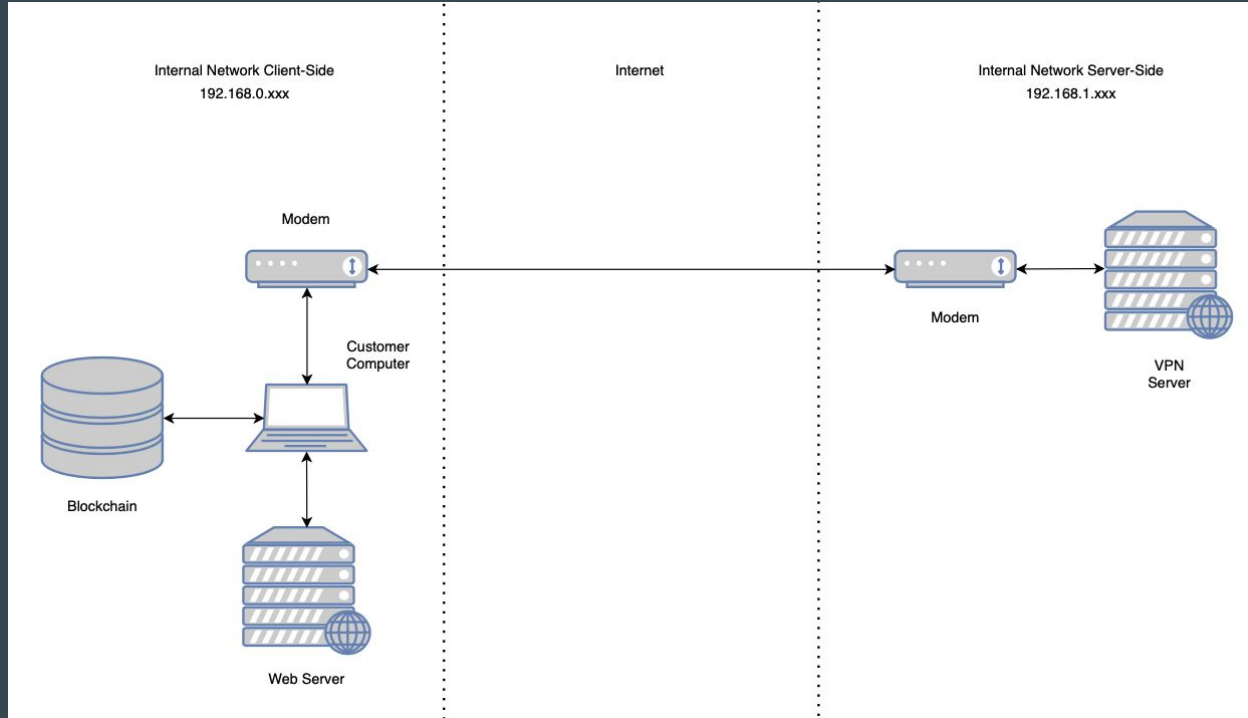 Internal Network Client-Side
192.168.0.xxx
Internet
Internal Network Server-Side
192.168.1.xxx
Modem
Modem
Customer
Computer
VPN
Server
Blockchain
Web Server